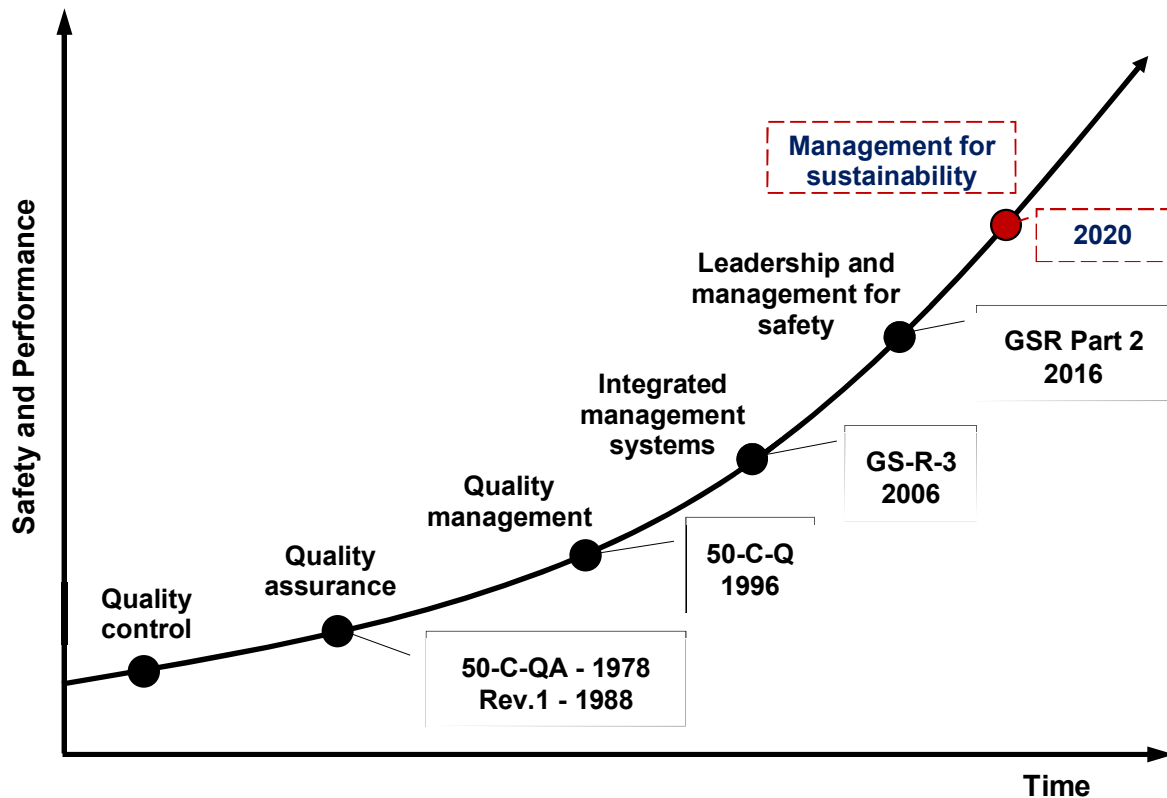 Safety and Performance
Quality
control
Quality
assurance
50-C-QA - 1978
Rev.1 - 1988
Quality
management
50-C-Q
1996
Integrated
management
systems
GS-R-3
2006
Leadership and
management for
safety
GSR Part 2
2016
Management for
sustainability
2020
Time